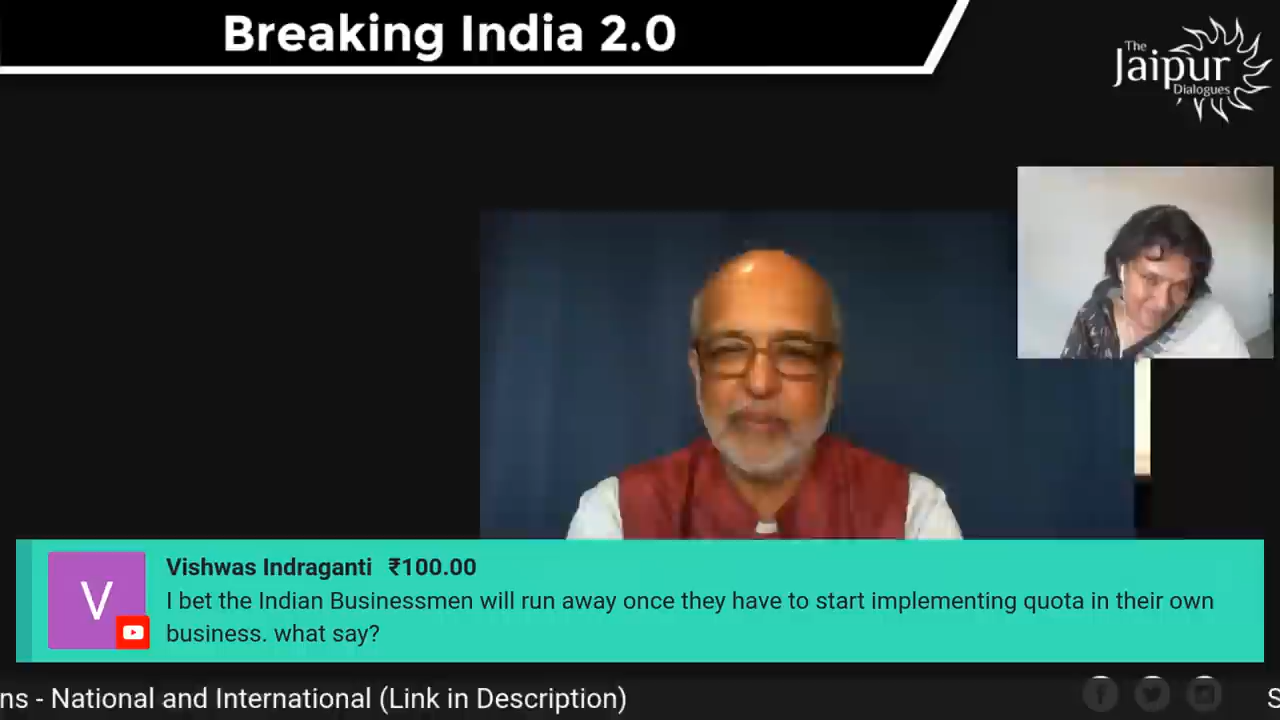 Breaking India 2.0
The
Jaipur
Dialogues
V
Vishwas Indraganti ₹100.00
I bet the Indian Businessmen will run away once they have to start implementing quota in their own
business. what say?
ns - National and International (Link in Description)
S